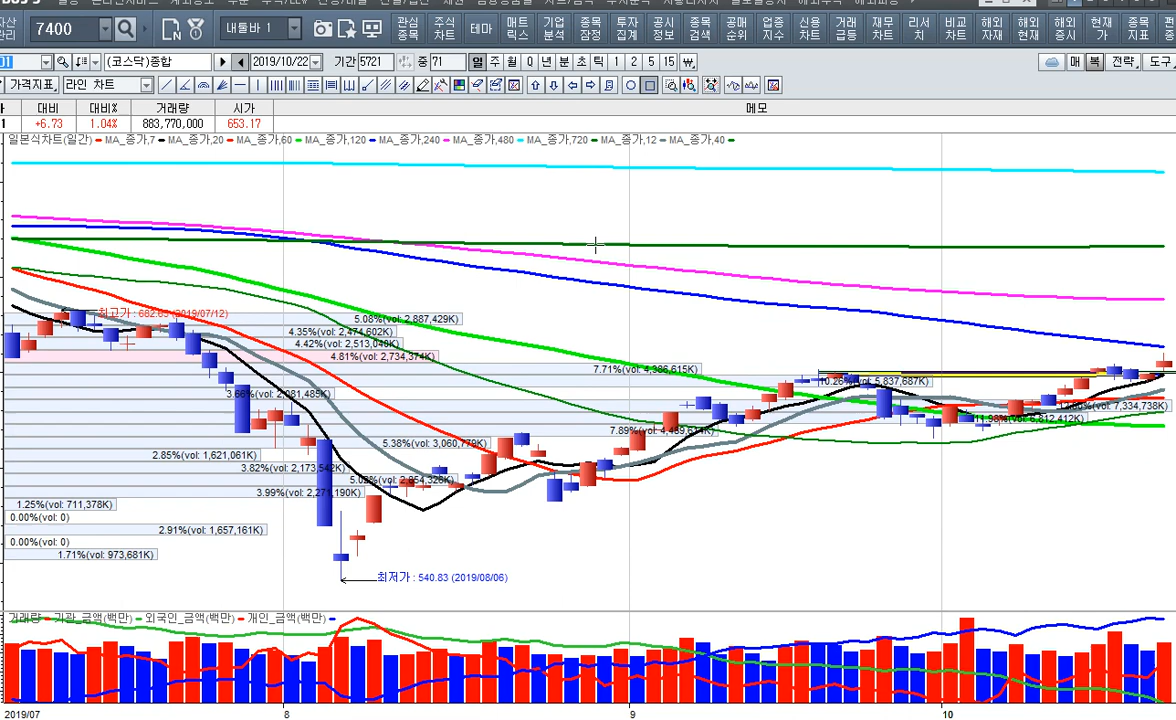 7400 내툴바 1 관심 종목 주식 차트 테마 매트 릭스 기업 분석 종목 잠정 투자 집계 공시 정보 종목 검색 공매 순위 업종 지수 신용 차트 거래 급등 재무 차트 리서 치 비교 차트 해외 자재 해외 현재 해외 증시 현재 가 종목 지표
(코스닥)종합 2019/10/22 기간 5721 중 71 일 주 월 Q 년 분 초 틱 1 2 5 15 매 복 전략 도구
가격지표 라인 차트
대비 대비% 거래량 시가 메모
+6.73 1.04% 883,770,000 653.17
일본식차트(일간) MA_종가,7 MA_종가,20 MA_종가,60 MA_종가,120 MA_종가,240 MA_종가,480 MA_종가,720 MA_종가,12 MA_종가,40
최고가 : 682.65 (2019/07/12)
5.08%(vol: 2,887,429K)
4.35%(vol: 2,474,602K)
4.42%(vol: 2,513,040K)
4.81%(vol: 2,734,374K)
7.71%(vol: 4,386,615K)
10.26%(vol: 5,837,687K)
3.66%(vol: 2,081,485K)
(vol: 7,334,738K)
11.98%(vol: 6,812,412K)
7.89%(vol:
5.38%(vol: 3,060,779K)
2.85%(vol: 1,621,061K)
3.82%(vol: 2,173,542K)
5.02%(vol: 2,854,326K)
3.99%(vol: 2,271,190K)
1.25%(vol: 711,378K)
0.00%(vol: 0)
2.91%(vol: 1,657,161K)
0.00%(vol: 0)
1.71%(vol: 973,681K)
최저가 : 540.83 (2019/08/06)
거래량 기관_금액(백만) 외국인_금액(백만) 개인_금액(백만)
2019/07 8 9 10